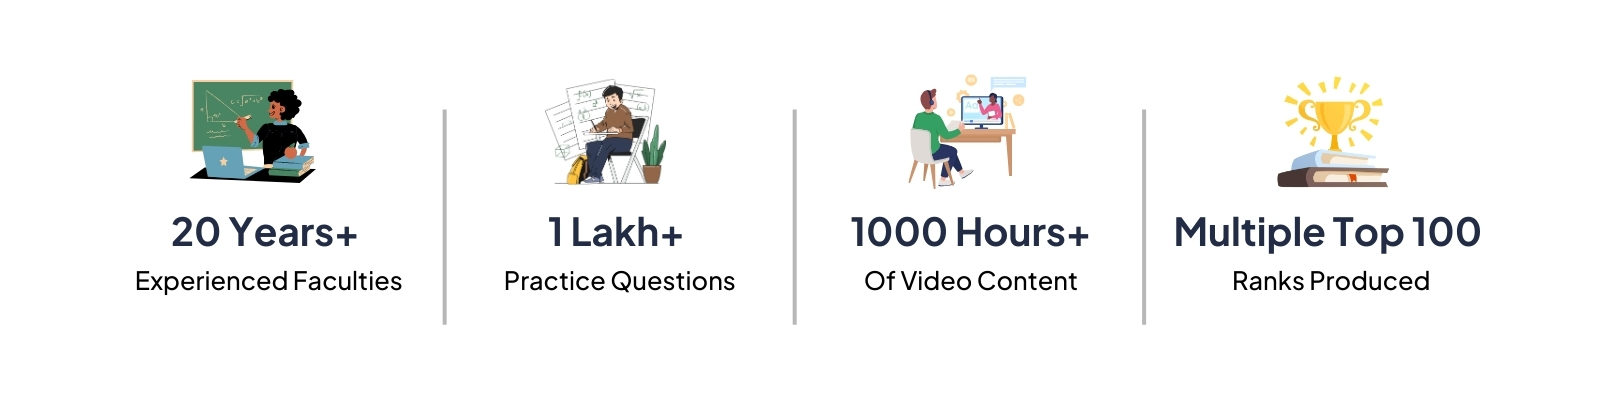 20 Years+
Experienced Faculties
1 Lakh+
Practice Questions
1000 Hours+
Of Video Content
Multiple Top 100
Ranks Produced